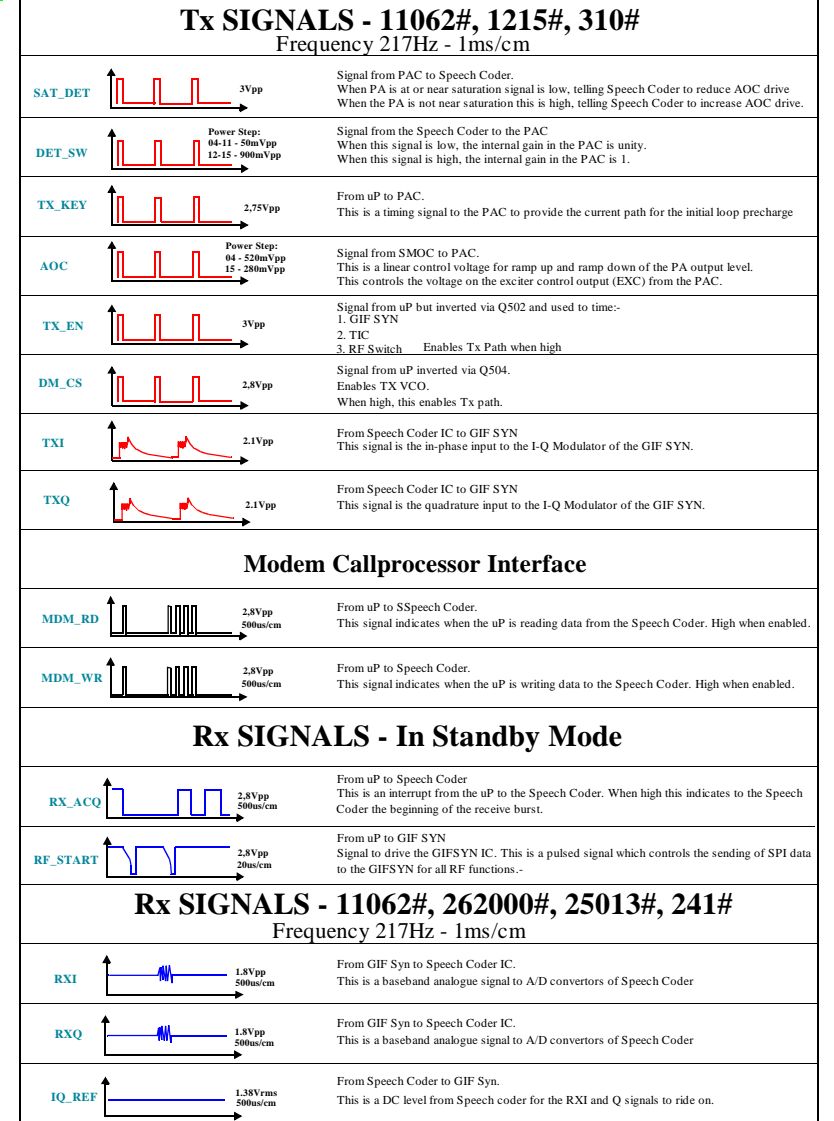 Tx SIGNALS - 11062#, 1215#, 310#
Frequency 217Hz - 1ms/cm
SAT_DET
3Vpp
Signal from PAC to Speech Coder.
When PA is at or near saturation signal is low, telling Speech Coder to reduce AOC drive
When the PA is not near saturation this is high, telling Speech Coder to increase AOC drive.
DET_SW
Power Step:
04-11 - 50mVpp
12-15 - 900mVpp
Signal from the Speech Coder to the PAC
When this signal is low, the internal gain in the PAC is unity.
When this signal is high, the internal gain in the PAC is 1.
TX_KEY
2,75Vpp
From uP to PAC.
This is a timing signal to the PAC to provide the current path for the initial loop precharge
AOC
Power Step:
04 - 520mVpp
15 - 280mVpp
Signal from SMOC to PAC.
This is a linear control voltage for ramp up and ramp down of the PA output level.
This controls the voltage on the exciter control output (EXC) from the PAC.
TX_EN
3Vpp
Signal from uP but inverted via Q502 and used to time:-
1. GIF SYN
2. TIC
3. RF Switch Enables Tx Path when high
DM_CS
2,8Vpp
Signal from uP inverted via Q504.
Enables TX VCO.
When high, this enables Tx path.
TXI
2.1Vpp
From Speech Coder IC to GIF SYN
This signal is the in-phase input to the I-Q Modulator of the GIF SYN.
TXQ
2.1Vpp
From Speech Coder IC to GIF SYN
This signal is the quadrature input to the I-Q Modulator of the GIF SYN.
Modem Callprocessor Interface
MDM_RD
2,8Vpp
500us/cm
From uP to SSpeech Coder.
This signal indicates when the uP is reading data from the Speech Coder. High when enabled.
MDM_WR
2,8Vpp
500us/cm
From uP to Speech Coder.
This signal indicates when the uP is writing data to the Speech Coder. High when enabled.
Rx SIGNALS - In Standby Mode
RX_ACQ
2,8Vpp
500us/cm
From uP to Speech Coder
This is an interrupt from the uP to the Speech Coder. When high this indicates to the Speech
Coder the beginning of the receive burst.
RF_START
2,8Vpp
20us/cm
From uP to GIF SYN
Signal to drive the GIFSYN IC. This is a pulsed signal which controls the sending of SPI data
to the GIFSYN for all RF functions.-
Rx SIGNALS - 11062#, 262000#, 25013#, 241#
Frequency 217Hz - 1ms/cm
RXI
1.8Vpp
500us/cm
From GIF Syn to Speech Coder IC.
This is a baseband analogue signal to A/D convertors of Speech Coder
RXQ
1.8Vpp
500us/cm
From GIF Syn to Speech Coder IC.
This is a baseband analogue signal to A/D convertors of Speech Coder
IQ_REF
1.38Vrms
500us/cm
From Speech Coder to GIF Syn.
This is a DC level from Speech coder for the RXI and Q signals to ride on.